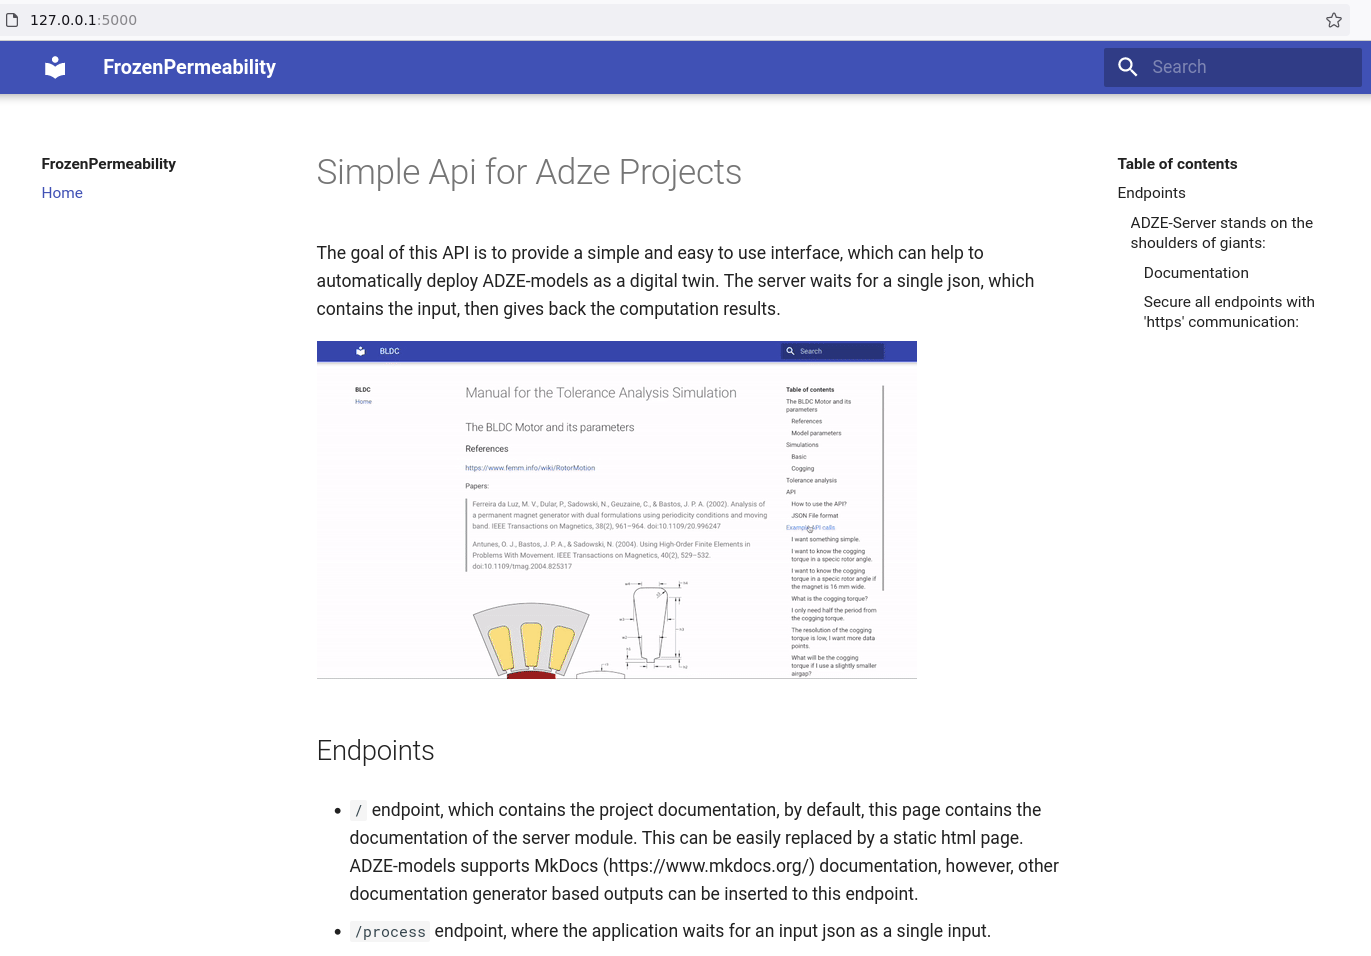 127.0.0.1:5000
FrozenPermeability
Search
FrozenPermeability
Home
Simple Api for Adze Projects
The goal of this API is to provide a simple and easy to use interface, which can help to
automatically deploy ADZE-models as a digital twin. The server waits for a single json, which
contains the input, then gives back the computation results.
BLDC
Search
BLDC
Home
Manual for the Tolerance Analysis Simulation
The BLDC Motor and its parameters
References
https://www.femm.info/wiki/RotorMotion
Papers:
Ferreira da Luz, M. V., Dular, P., Sadowski, N., Geuzaine, C., & Bastos, J. P. A. (2002). Analysis of
a permanent magnet generator with dual formulations using periodicity conditions and moving
band. IEEE Transactions on Magnetics, 38(2), 961–964. doi:10.1109/20.996247
Antunes, O. J., Bastos, J. P. A., & Sadowski, N. (2004). Using High-Order Finite Elements in
Problems With Movement. IEEE Transactions on Magnetics, 40(2), 529–532.
doi:10.1109/tmag.2004.825317
Table of contents
The BLDC Motor and its
parameters
References
Model parameters
Simulations
Basic
Cogging
Tolerance analysis
API
How to use the API?
JSON File format
Example API calls
I want something simple.
I want to know the cogging
torque in a specic rotor angle.
I want to know the cogging
torque in a specic rotor angle if
the magnet is 16 mm wide.
What is the cogging torque?
I only need half the period from
the cogging torque.
The resolution of the cogging
torque is low, I want more data
points.
What will be the cogging
torque if I use a slightly smaller
airgap?
Endpoints
/ endpoint, which contains the project documentation, by default, this page contains the
documentation of the server module. This can be easily replaced by a static html page.
ADZE-models supports MkDocs (https://www.mkdocs.org/) documentation, however, other
documentation generator based outputs can be inserted to this endpoint.
/process endpoint, where the application waits for an input json as a single input.
Table of contents
Endpoints
ADZE-Server stands on the
shoulders of giants:
Documentation
Secure all endpoints with
'https' communication: